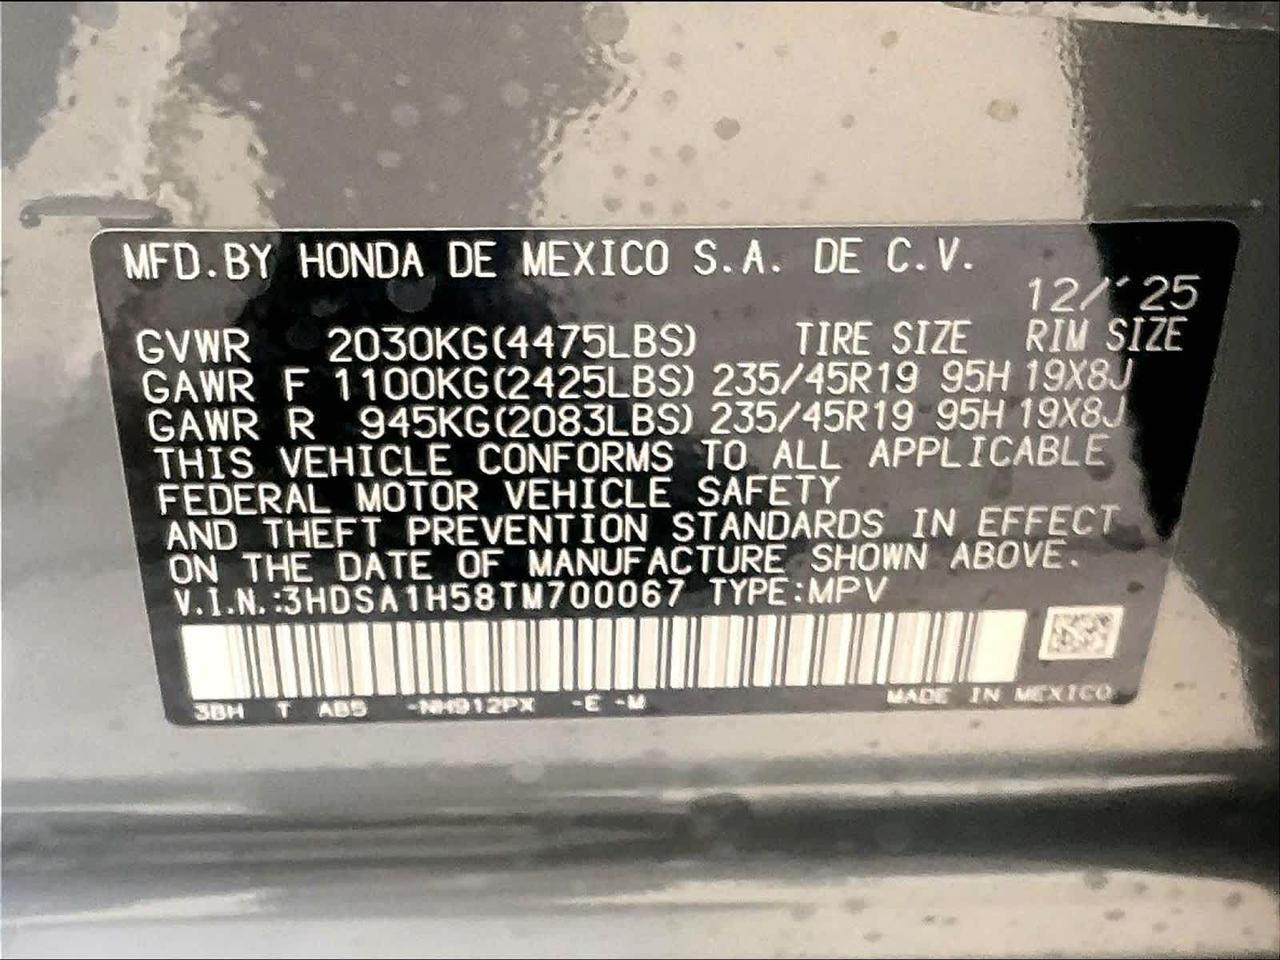 MFD.BY HONDA DE MEXICO S.A. DE C.V.
12/'25
GVWR 2030KG(4475LBS) TIRE SIZE RIM SIZE
GAWR F 1100KG(2425LBS) 235/45R19 95H 19X8J
GAWR R 945KG(2083LBS) 235/45R19 95H 19X8J
THIS VEHICLE CONFORMS TO ALL APPLICABLE
FEDERAL MOTOR VEHICLE SAFETY
AND THEFT PREVENTION STANDARDS IN EFFECT
ON THE DATE OF MANUFACTURE SHOWN ABOVE.
V.I.N.:3HDSA1H58TM700067 TYPE:MPV
3BH T AB5 -NH912PX -E -M MADE IN MEXICO